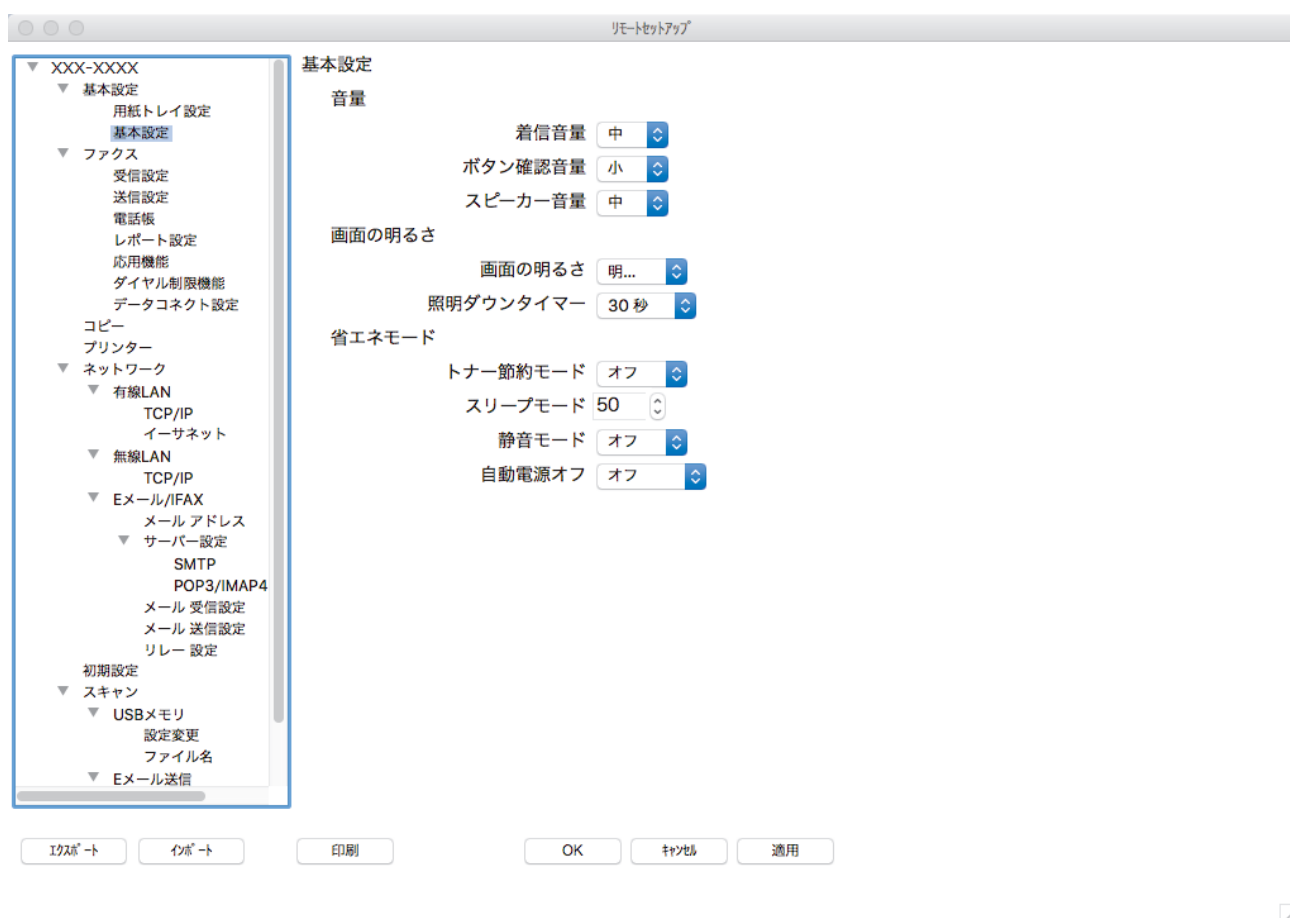 リモートセットアップ
XXX-XXXX
基本設定
用紙トレイ設定
基本設定
ファクス
受信設定
送信設定
電話帳
レポート設定
応用機能
ダイヤル制限機能
データコネクト設定
コピー
プリンター
ネットワーク
有線LAN
TCP/IP
イーサネット
無線LAN
TCP/IP
Eメール/IFAX
メール アドレス
サーバー設定
SMTP
POP3/IMAP4
メール 受信設定
メール 送信設定
リレー 設定
初期設定
スキャン
USBメモリ
設定変更
ファイル名
Eメール送信
基本設定
音量
着信音量 中
ボタン確認音量 小
スピーカー音量 中
画面の明るさ
画面の明るさ 明...
照明ダウンタイマー 30 秒
省エネモード
トナー節約モード オフ
スリープモード 50
静音モード オフ
自動電源オフ オフ
エクスポート インポート 印刷 OK キャンセル 適用